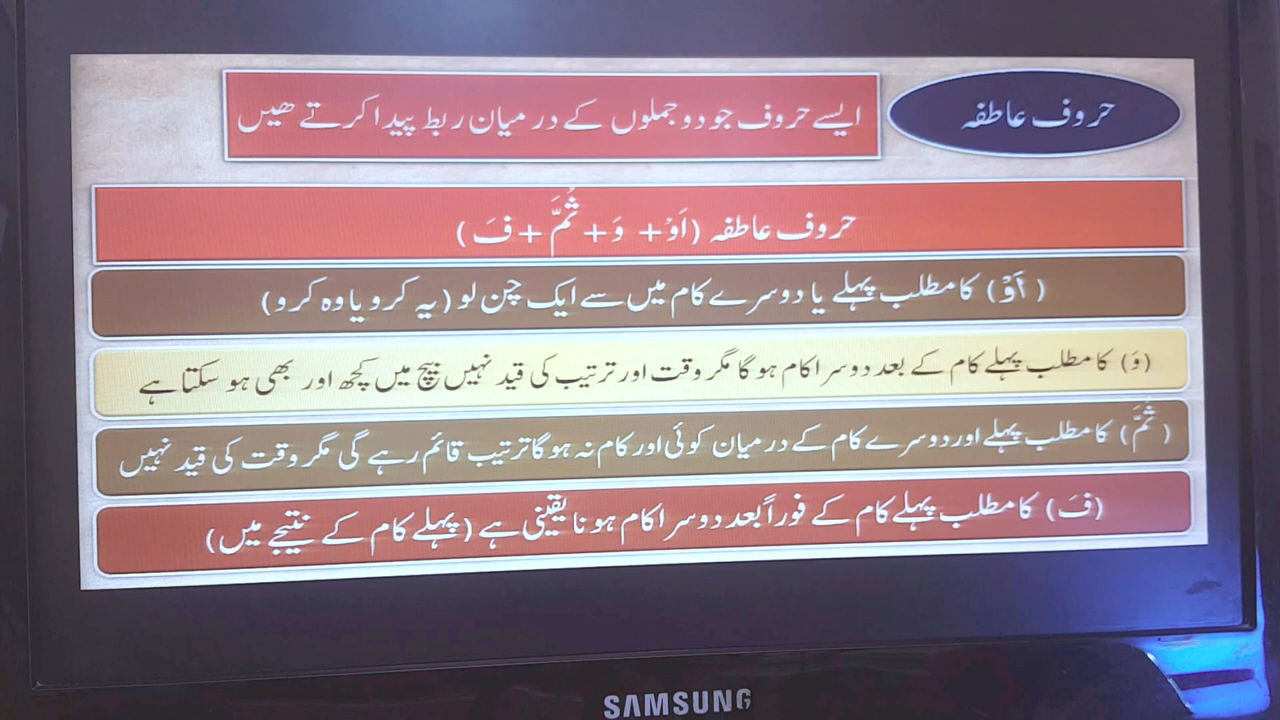 حروف عاطفہ
ایسے حروف جو دو جملوں کے درمیان ربط پیدا کرتے ھیں
حروف عاطفہ (اَوْ + وَ + ثُمَّ + فَ)
(اَوْ) کا مطلب پہلے یا دوسرے کام میں سے ایک چن لو (یہ کرو یا وہ کرو)
(وَ) کا مطلب پہلے کام کے بعد دوسرا کام ہو گا مگر وقت اور ترتیب کی قید نہیں بیچ میں کچھ اور بھی ہو سکتا ہے
(ثُمَّ) کا مطلب پہلے اور دوسرے کام کے درمیان کوئی اور کام نہ ہو گا ترتیب قائم رہے گی مگر وقت کی قید نہیں
(فَ) کا مطلب پہلے کام کے فوراً بعد دوسرا کام ہونا یقینی ہے (پہلے کام کے نتیجے میں)
SAMSUNG